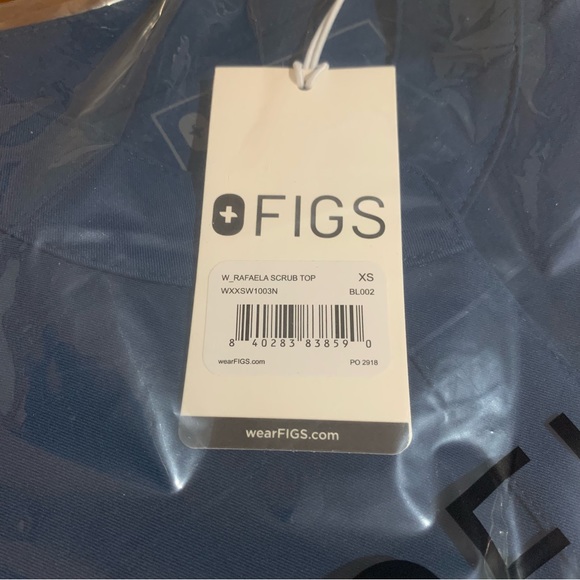 FIGS
W_RAFAELA SCRUB TOP XS
WXXSW1003N BL002
8 40283 83859 0
wearFIGS.com PO 2918
wearFIGS.com